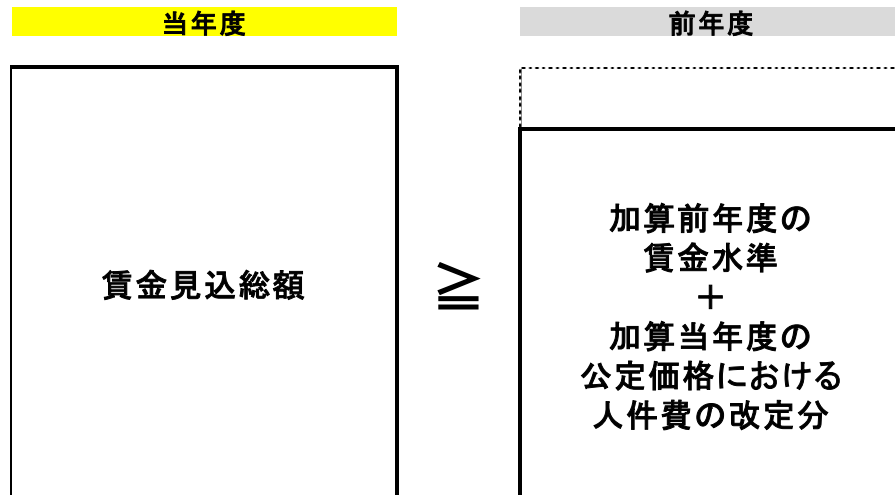 当年度
前年度
賃金見込総額
≧
加算前年度の
賃金水準
＋
加算当年度の
公定価格における
人件費の改定分